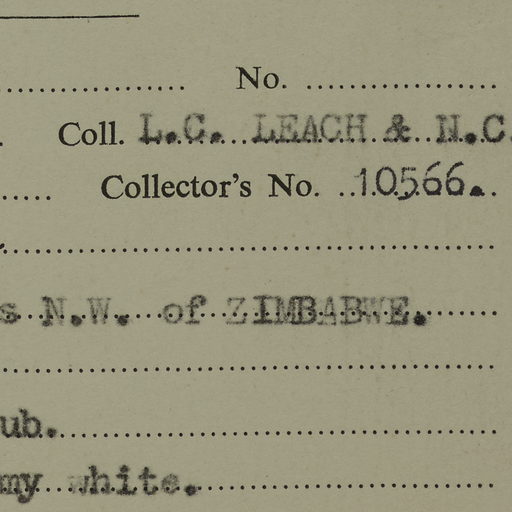 No.
Coll. L.C. LEACH & N.C.
Collector's No. 10566.
s N.W. of ZIMBABWE.
ub.
my white.